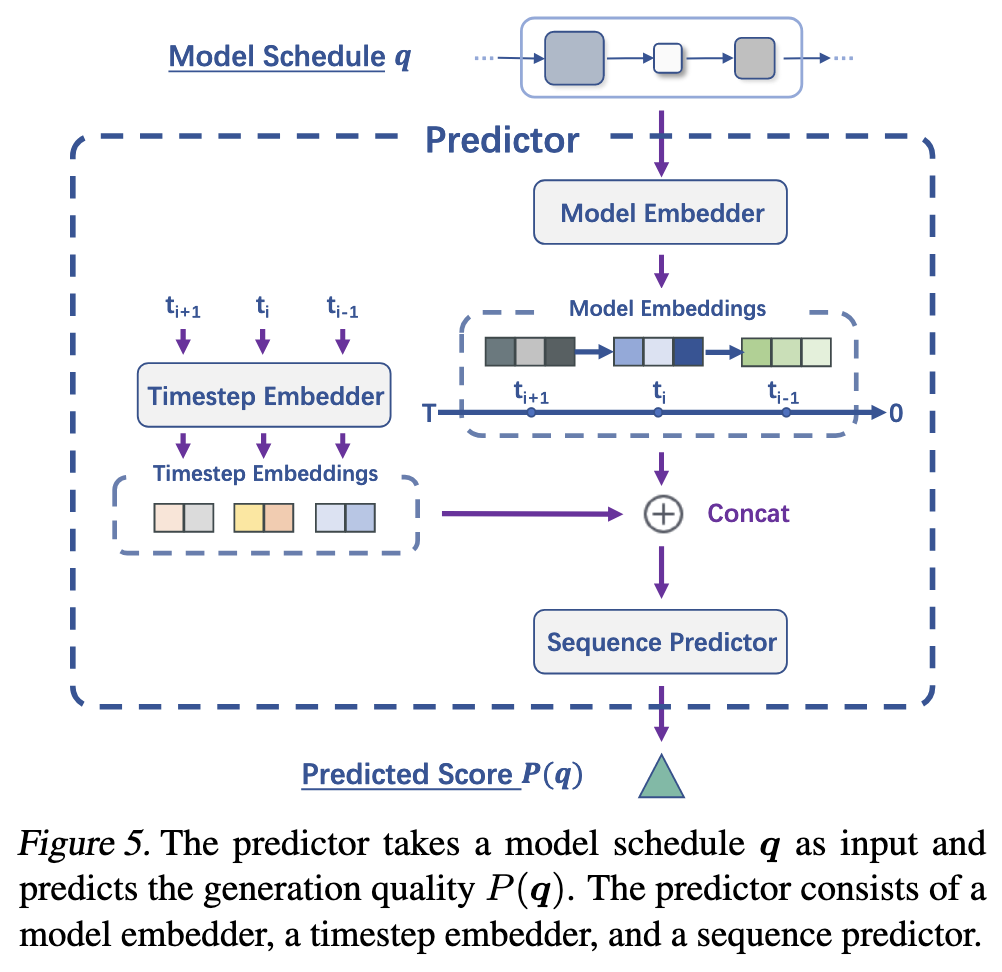 Model Schedule q
... ...
Predictor
Model Embedder
t_{i+1} t_i t_{i-1}
Model Embeddings
Timestep Embedder
t_{i+1} t_i t_{i-1}
T 0
Timestep Embeddings
Concat
Sequence Predictor
Predicted Score P(q)
Figure 5. The predictor takes a model schedule q as input and
predicts the generation quality P(q). The predictor consists of a
model embedder, a timestep embedder, and a sequence predictor.